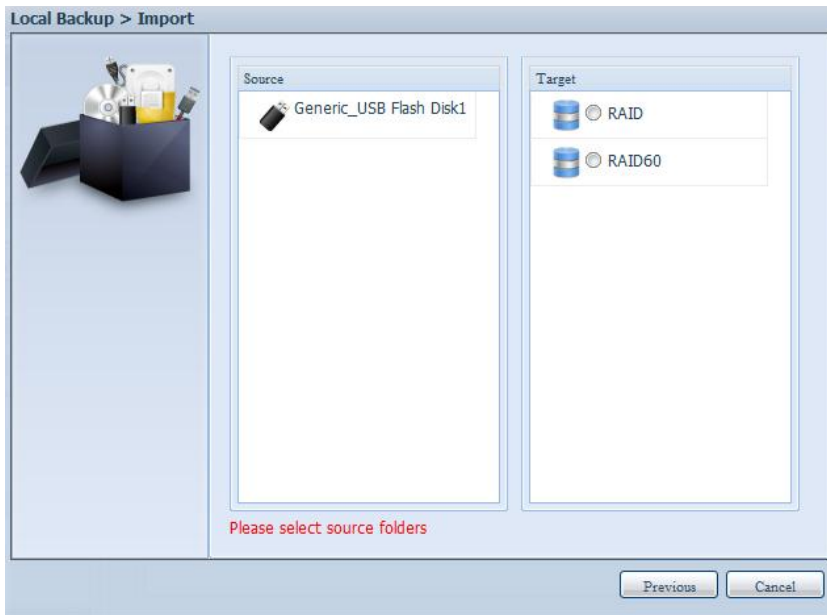 Local Backup > Import
Source
Generic_USB Flash Disk1
Target
RAID
RAID60
Please select source folders
Previous
Cancel